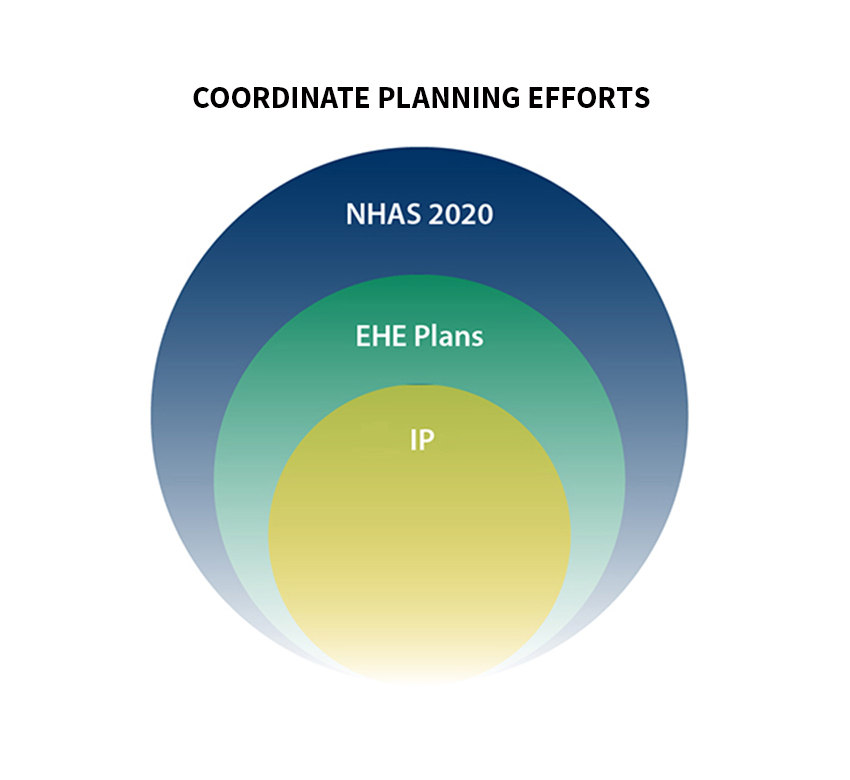 COORDINATE PLANNING EFFORTS
NHAS 2020
EHE Plans
IP